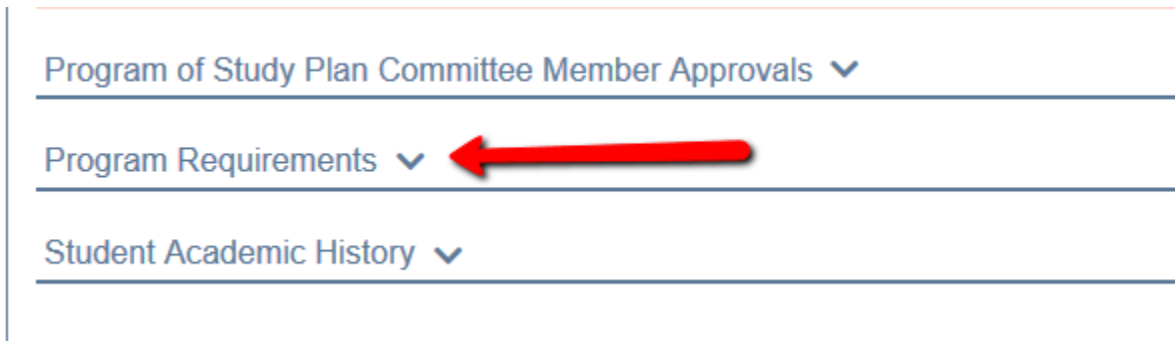 Program of Study Plan Committee Member Approvals
Program Requirements
Student Academic History